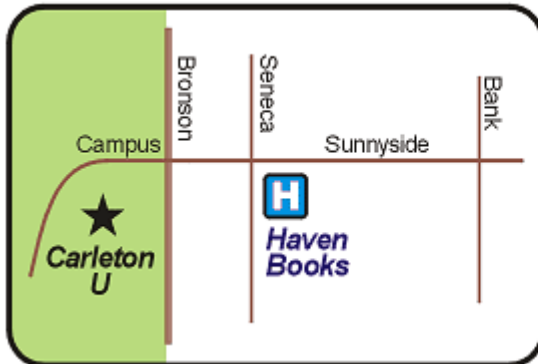 Bronson
Seneca
Bank
Campus
Sunnyside
H
Carleton
U
Haven
Books